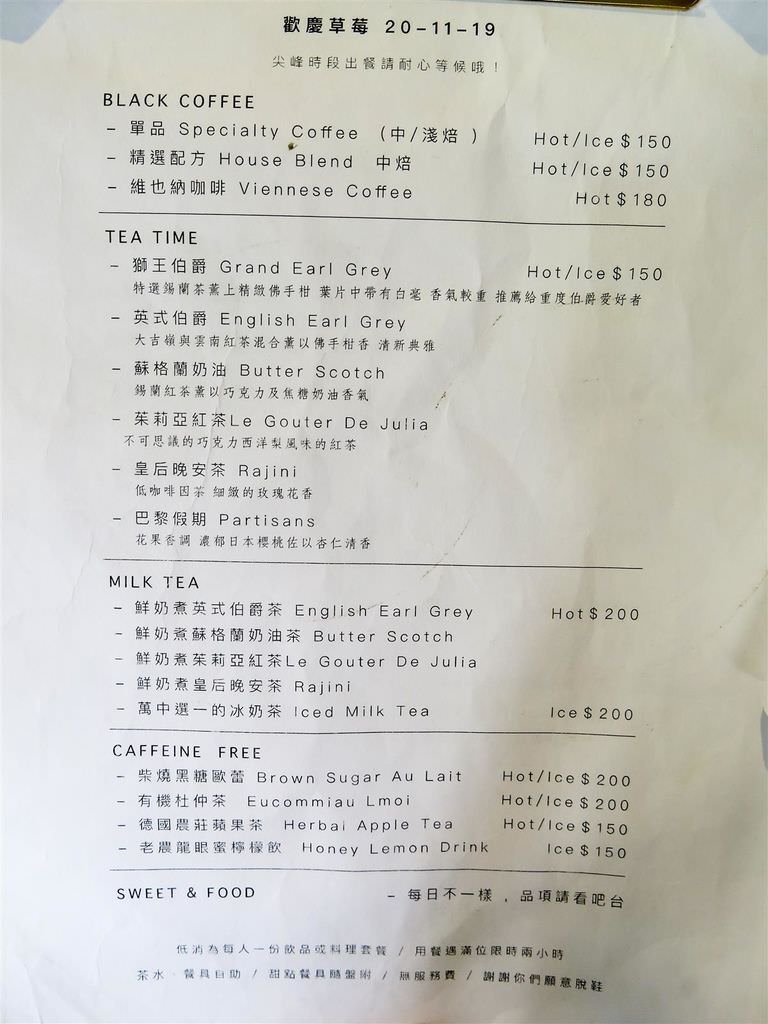 歡慶草莓 20-11-19
尖峰時段出餐請耐心等候哦！
BLACK COFFEE
- 單品 Specialty Coffee （中/淺焙 ） Hot/Ice $ 150
- 精選配方 House Blend 中焙 Hot/Ice $ 150
- 維也納咖啡 Viennese Coffee Hot $ 180
TEA TIME
- 獅王伯爵 Grand Earl Grey Hot/Ice $ 150
特選錫蘭茶薰上精緻佛手柑 葉片中帶有白毫 香氣較重 推薦給重度伯爵愛好者
- 英式伯爵 English Earl Grey
大吉嶺與雲南紅茶混合薰以佛手柑香 清新典雅
- 蘇格蘭奶油 Butter Scotch
錫蘭紅茶薰以巧克力及焦糖奶油香氣
- 茱莉亞紅茶Le Gouter De Julia
不可思議的巧克力西洋梨風味的紅茶
- 皇后晚安茶 Rajini
低咖啡因茶 細緻的玫瑰花香
- 巴黎假期 Partisans
花果香調 濃郁日本櫻桃佐以杏仁清香
MILK TEA
- 鮮奶煮英式伯爵茶 English Earl Grey Hot $ 200
- 鮮奶煮蘇格蘭奶油茶 Butter Scotch
- 鮮奶煮茱莉亞紅茶Le Gouter De Julia
- 鮮奶煮皇后晚安茶 Rajini
- 萬中選一的冰奶茶 Iced Milk Tea Ice $ 200
CAFFEINE FREE
- 柴燒黑糖歐蕾 Brown Sugar Au Lait Hot/Ice $ 200
- 有機杜仲茶 Eucommiau Lmoi Hot/Ice $ 200
- 德國農莊蘋果茶 Herbal Apple Tea Hot/Ice $ 150
- 老農龍眼蜜檸檬飲 Honey Lemon Drink Ice $ 150
SWEET & FOOD - 每日不一樣 , 品項請看吧台
低消為每人一份飲品或料理套餐 / 用餐遇滿位限時兩小時
茶水、餐具自助 / 甜點餐具隨盤附 / 無服務費 / 謝謝你們願意脫鞋